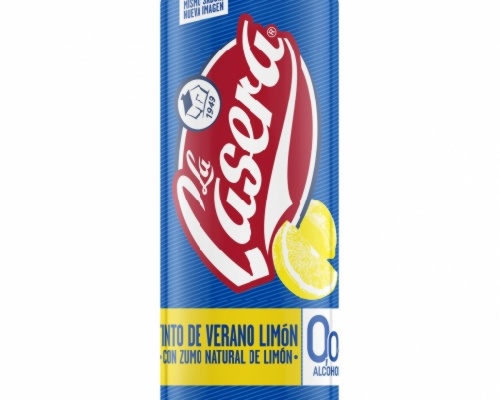 MISMO SABOR
NUEVA IMAGEN
1949
La
Casera®
TINTO DE VERANO LIMÓN
• CON ZUMO NATURAL DE LIMÓN •
0,0
ALCOHOL